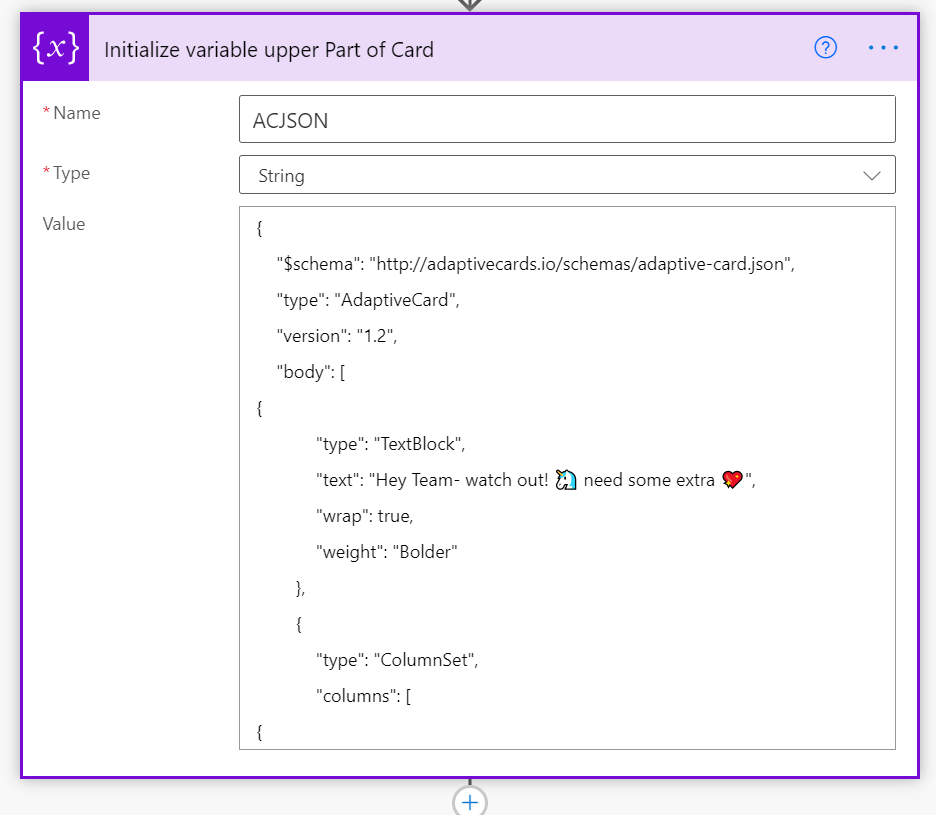 {x} Initialize variable upper Part of Card ? ...
* Name ACJSON
* Type String
Value {
"$schema": "http://adaptivecards.io/schemas/adaptive-card.json",
"type": "AdaptiveCard",
"version": "1.2",
"body": [
{
"type": "TextBlock",
"text": "Hey Team- watch out! 🦄 need some extra 💖",
"wrap": true,
"weight": "Bolder"
},
{
"type": "ColumnSet",
"columns": [
{